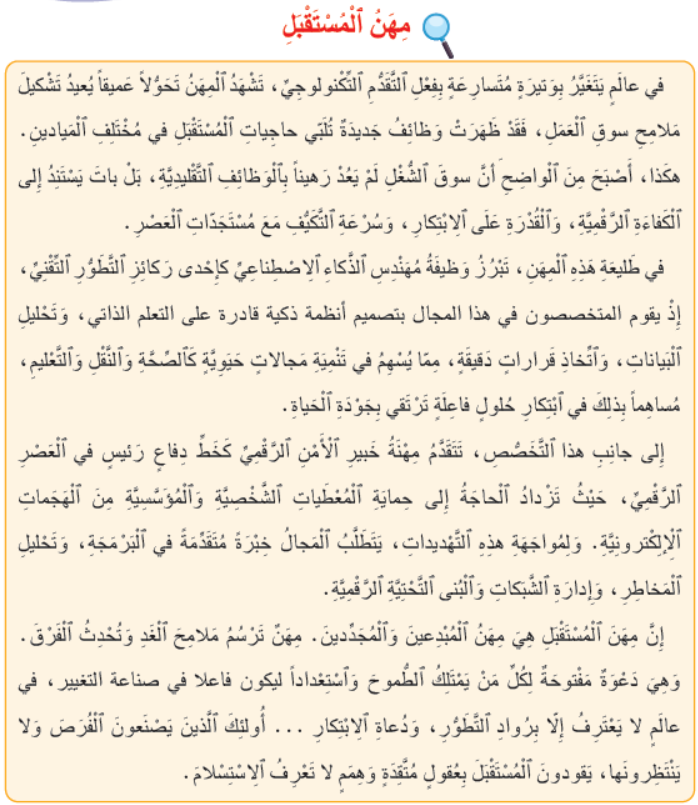 مِهَنُ ٱلْمُسْتَقْبَلِ
في عالَمٍ يَتَغَيَّرُ بِوَتيرَةٍ مُتَسارِعَةٍ بِفِعْلِ ٱلتَّقَدُّمِ ٱلتِّكْنولوجِيِّ، تَشْهَدُ ٱلْمِهَنُ تَحَوُّلاً عَميقاً يُعيدُ تَشْكيلَ
مَلامِحِ سوقِ ٱلْعَمَلِ، فَقَدْ ظَهَرَتْ وَظائِفُ جَديدَةٌ تُلَبّي حاجِياتِ ٱلْمُسْتَقْبَلِ في مُخْتَلِفِ ٱلْمَيادينِ.
هكَذا، أَصْبَحَ مِنَ ٱلْواضِحِ أَنَّ سوقَ ٱلشُّغْلِ لَمْ يَعُدْ رَهيناً بِٱلْوَظائِفِ ٱلتَّقْليدِيَّةِ، بَلْ باتَ يَسْتَنِدُ إِلى
ٱلْكَفاءَةِ ٱلرَّقْمِيَّةِ، وَٱلْقُدْرَةِ عَلَى ٱلِابْتِكارِ، وَسُرْعَةِ ٱلتَّكَيُّفِ مَعَ مُسْتَجَدّاتِ ٱلْعَصْرِ.
في طَليعَةِ هَذِهِ ٱلْمِهَنِ، تَبْرُزُ وَظيفَةُ مُهَنْدِسِ ٱلذَّكاءِ ٱلِاصْطِناعِيِّ كَإِحْدى رَكائِزِ ٱلتَّطَوُّرِ ٱلتِّقْنِيِّ،
إِذْ يقوم المتخصصون في هذا المجال بتصميم أنظمة ذكية قادرة على التعلم الذاتي، وَتَحْليلِ
ٱلْبَياناتِ، وَٱتِّخاذِ قَراراتٍ دَقيقَةٍ، مِمّا يُسْهِمُ في تَنْمِيَةِ مَجالاتٍ حَيَوِيَّةٍ كَٱلصِّحَّةِ وَٱلنَّقْلِ وَٱلتَّعْليمِ،
مُساهِماً بِذلِكَ في ٱبْتِكارِ حُلولٍ فاعِلَةٍ تَرْتَقي بِجَوْدَةِ ٱلْحَياةِ.
إِلى جانِبِ هذا ٱلتَّخَصُّصِ، تَتَقَدَّمُ مِهْنَةُ خَبيرِ ٱلْأَمْنِ ٱلرَّقْمِيِّ كَخَطِّ دِفاعٍ رَئيسٍ في ٱلْعَصْرِ
ٱلرَّقْمِيِّ، حَيْثُ تَزْدادُ ٱلْحاجَةُ إِلى حِمايَةِ ٱلْمُعْطَياتِ ٱلشَّخْصِيَّةِ وَٱلْمُؤَسَّسِيَّةِ مِنَ ٱلْهَجَماتِ
ٱلْإِلِكْترونِيَّةِ. وَلِمُواجَهَةِ هذِهِ ٱلتَّهْديداتِ، يَتَطَلَّبُ ٱلْمَجالُ خِبْرَةً مُتَقَدِّمَةً في ٱلْبَرْمَجَةِ، وَتَحْليلِ
ٱلْمَخاطِرِ، وَإِدارَةِ ٱلشَّبَكاتِ وَٱلْبُنى ٱلتَّحْتِيَّةِ ٱلرَّقْمِيَّةِ.
إِنَّ مِهَنَ ٱلْمُسْتَقْبَلِ هِيَ مِهَنُ ٱلْمُبْدِعينَ وَٱلْمُجَدِّدينَ. مِهَنٌ تَرْسُمُ مَلامِحَ ٱلْغَدِ وَتُحْدِثُ ٱلْفَرْقَ.
وَهِيَ دَعْوَةٌ مَفْتوحَةٌ لِكُلِّ مَنْ يَمْتَلِكُ ٱلطُّموحَ وَٱسْتِعْداداً ليكون فاعلا في صناعة التغيير، في
عالَمٍ لا يَعْتَرِفُ إِلّا بِرُوادِ ٱلتَّطَوُّرِ، وَدُعاةِ ٱلِابْتِكارِ ... أُولئِكَ ٱلَّذينَ يَصْنَعونَ ٱلْفُرَصَ وَلا
يَنْتَظِرونَها، يَقودونَ ٱلْمُسْتَقْبَلَ بِعُقولٍ مُتَّقِدَةٍ وَهِمَمٍ لا تَعْرِفُ ٱلِاسْتِسْلامَ.